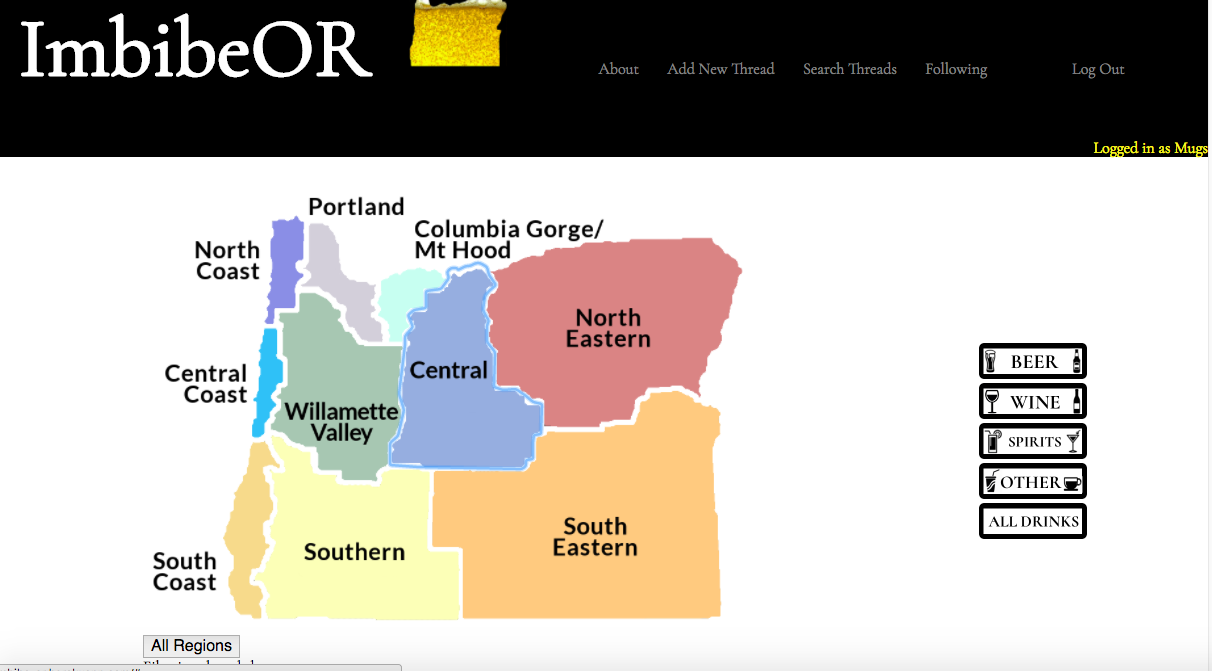 ImbibeOR
About
Add New Thread
Search Threads
Following
Log Out
Logged in as Mugs
Portland
Columbia Gorge/
Mt Hood
North
Coast
North
Eastern
Central
Central
Coast
Willamette
Valley
South
Eastern
Southern
South
Coast
BEER
WINE
SPIRITS
OTHER
ALL DRINKS
All Regions